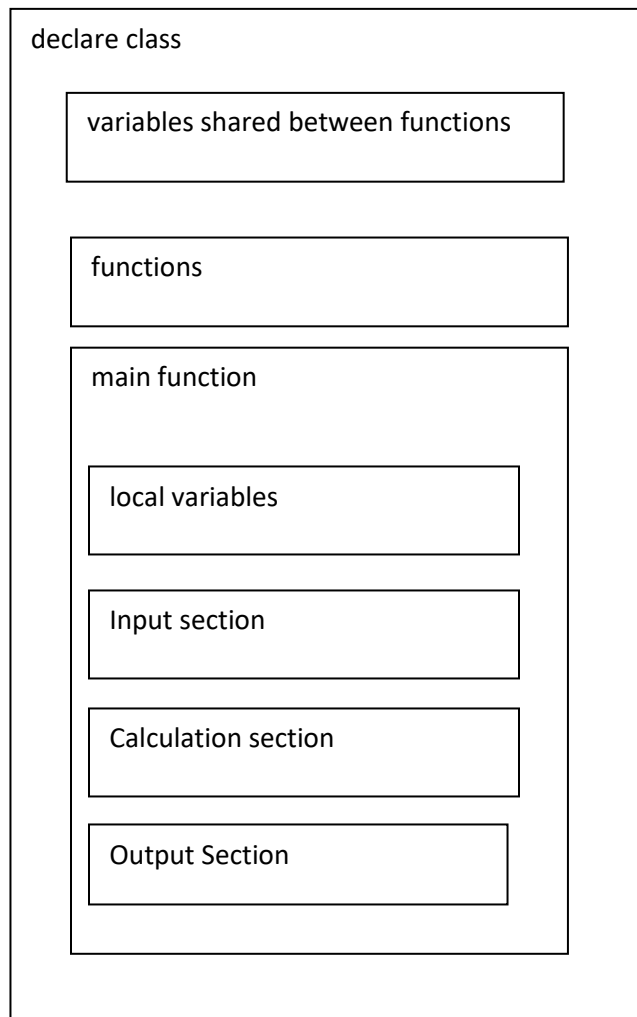 declare class
variables shared between functions
functions
main function
local variables
Input section
Calculation section
Output Section